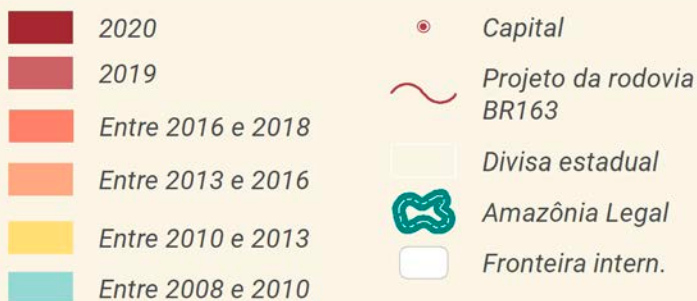 2020
2019
Entre 2016 e 2018
Entre 2013 e 2016
Entre 2010 e 2013
Entre 2008 e 2010
Capital
Projeto da rodovia
BR163
Divisa estadual
Amazônia Legal
Fronteira intern.